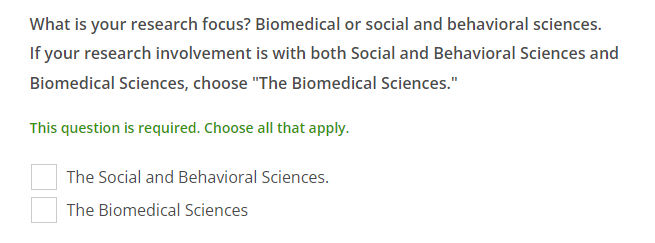 What is your research focus? Biomedical or social and behavioral sciences.
If your research involvement is with both Social and Behavioral Sciences and
Biomedical Sciences, choose "The Biomedical Sciences."
This question is required. Choose all that apply.
The Social and Behavioral Sciences.
The Biomedical Sciences